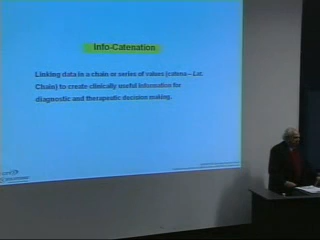 Info-Catenation
Linking data in a chain or series of values (catena – Lat.
Chain) to create clinically useful information for
diagnostic and therapeutic decision making.